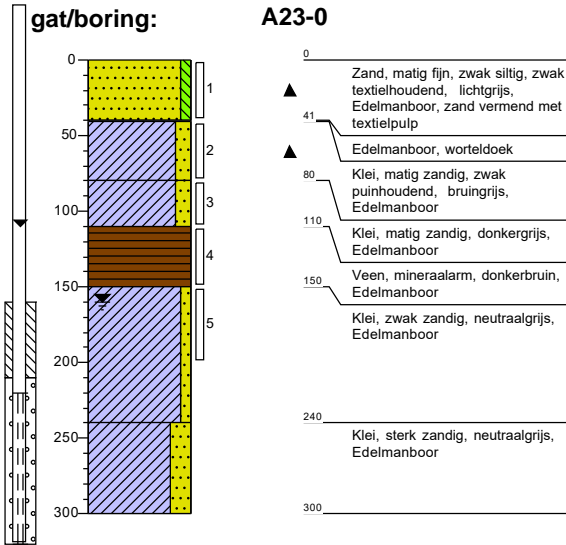 gat/boring: A23-0
0
50
100
150
200
250
300
1
2
3
4
5
0
Zand, matig fijn, zwak siltig, zwak
textielhoudend, lichtgrijs,
Edelmanboor, zand vermend met
textielpulp
41
Edelmanboor, worteldoek
Klei, matig zandig, zwak
puinhoudend, bruingrijs,
Edelmanboor
80
Klei, matig zandig, donkergrijs,
Edelmanboor
110
Veen, mineraalarm, donkerbruin,
Edelmanboor
150
Klei, zwak zandig, neutraalgrijs,
Edelmanboor
240
Klei, sterk zandig, neutraalgrijs,
Edelmanboor
300